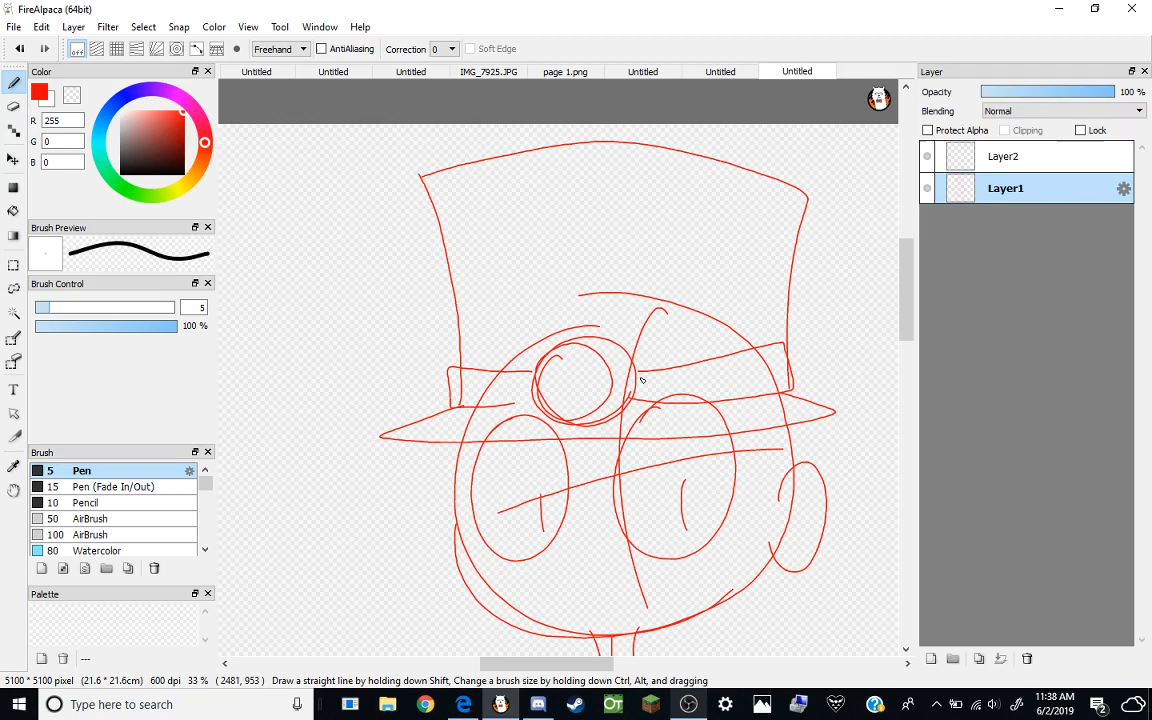 FireAlpaca (64bit)
File Edit Layer Filter Select Snap Color View Tool Window Help
off Freehand AntiAliasing Correction 0 Soft Edge
Color
Untitled Untitled Untitled IMG_7925.JPG page 1.png Untitled Untitled Untitled
Layer
Opacity 100 %
R 255
G 0
B 0
Blending Normal
Protect Alpha Clipping Lock
Layer2
Layer1
Brush Preview
Brush Control
5
100 %
Brush
5 Pen
15 Pen (Fade In/Out)
10 Pencil
50 AirBrush
100 AirBrush
80 Watercolor
Palette
---
5100 * 5100 pixel (21.6 * 21.6cm) 600 dpi 33 % ( 2481, 953 ) Draw a straight line by holding down Shift, Change a brush size by holding down Ctrl, Alt, and dragging
Type here to search
OT
11:38 AM
6/2/2019
2